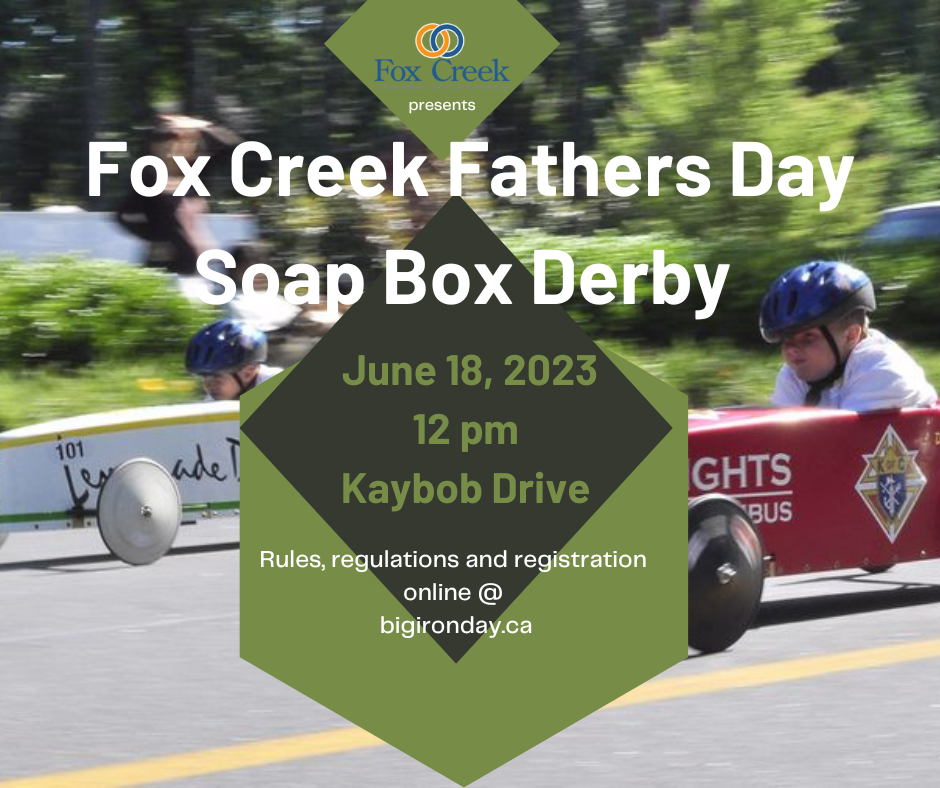 Fox Creek
presents
Fox Creek Fathers Day
Soap Box Derby
June 18, 2023
12 pm
Kaybob Drive
Rules, regulations and registration
online @
bigironday.ca
101
GHTS
BUS
K of C